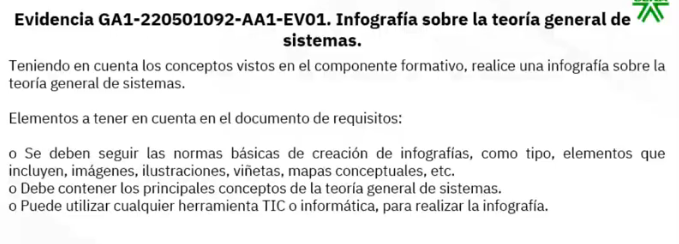 Evidencia GA1-220501092-AA1-EV01. Infografía sobre la teoría general de
sistemas.
Teniendo en cuenta los conceptos vistos en el componente formativo, realice una infografía sobre la
teoría general de sistemas.
Elementos a tener en cuenta en el documento de requisitos:
o Se deben seguir las normas básicas de creación de infografías, como tipo, elementos que
incluyen, imágenes, ilustraciones, viñetas, mapas conceptuales, etc.
o Debe contener los principales conceptos de la teoría general de sistemas.
o Puede utilizar cualquier herramienta TIC o informática, para realizar la infografía.